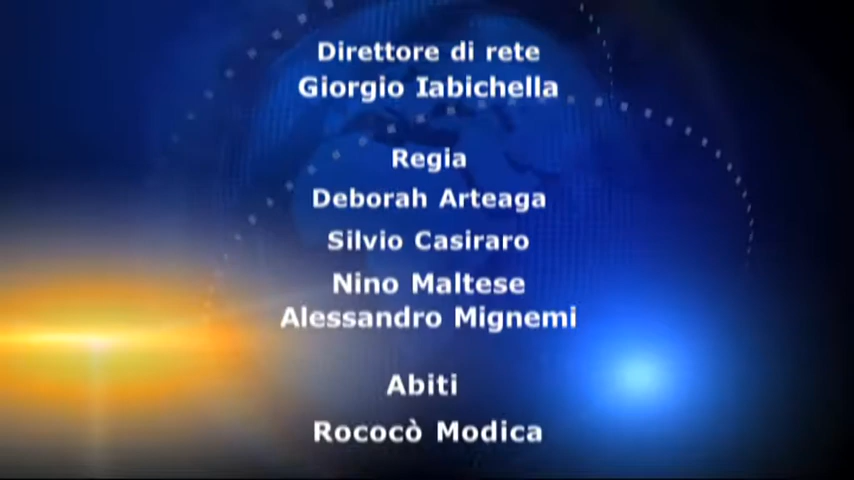 Direttore di rete
Giorgio Iabichella
Regia
Deborah Arteaga
Silvio Casiraro
Nino Maltese
Alessandro Mignemi
Abiti
Rococò Modica